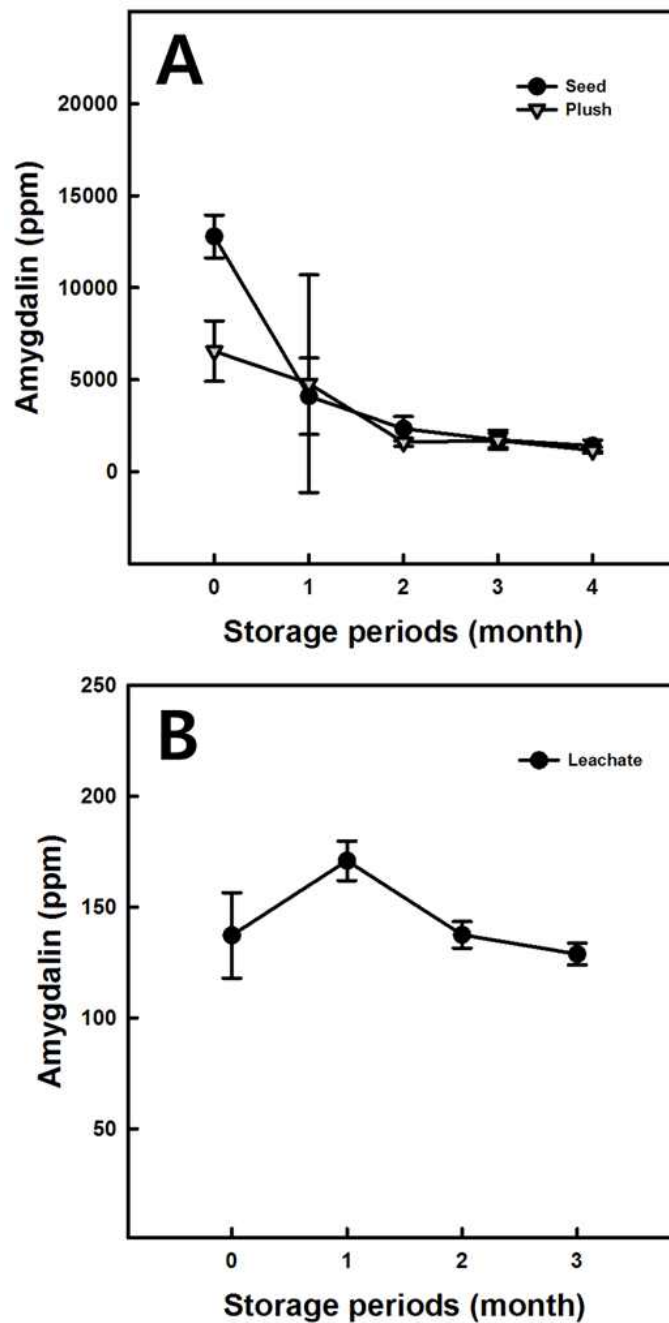 A
Seed
Plush
20000
15000
10000
5000
0
Amygdalin (ppm)
0 1 2 3 4
Storage periods (month)
B
Leachate
250
200
150
100
50
Amygdalin (ppm)
0 1 2 3
Storage periods (month)